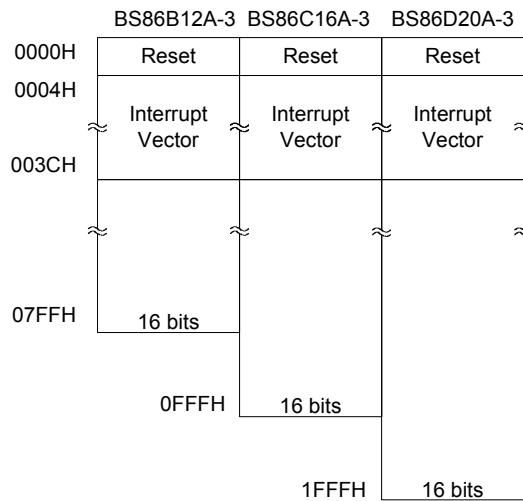 BS86B12A-3 BS86C16A-3 BS86D20A-3
0000H Reset Reset Reset
0004H
Interrupt Vector Interrupt Vector Interrupt Vector
003CH
07FFH 16 bits
0FFFH 16 bits
1FFFH 16 bits